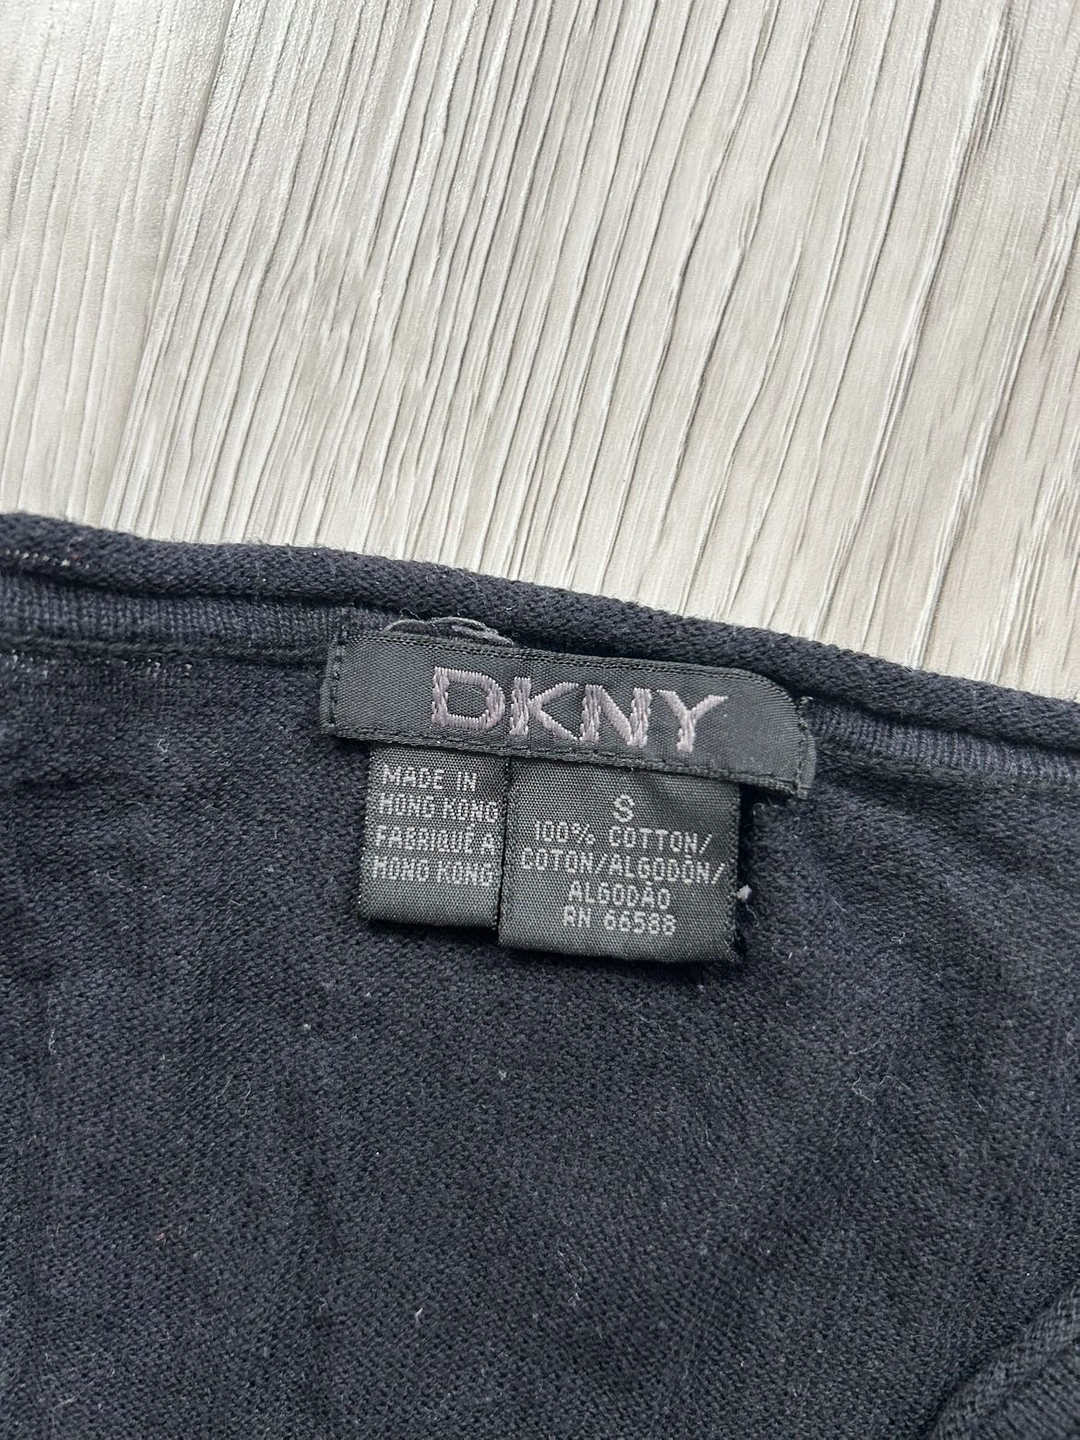 DKNY
MADE IN
HONG KONG
FABRIQUÉ A
HONG KONG
S
100% COTTON/
COTON/ALGODÓN/
ALGODÃO
RN 66588